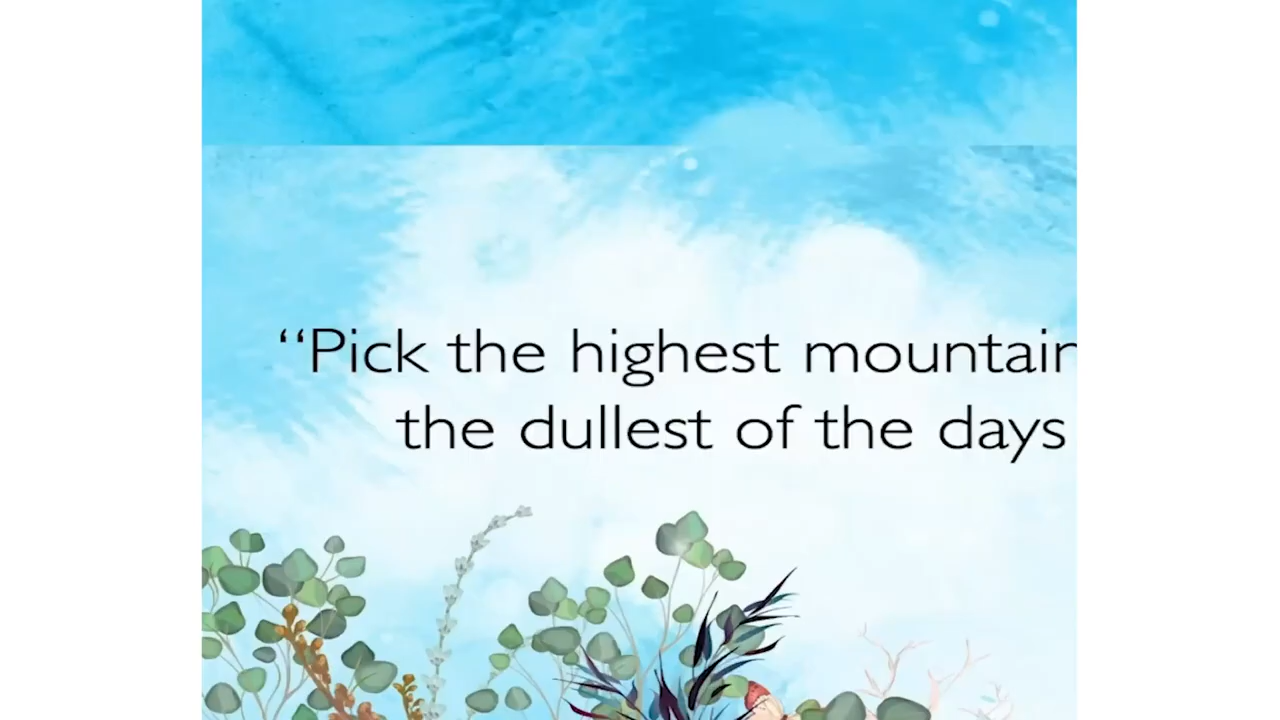 “Pick the highest mountain
the dullest of the days